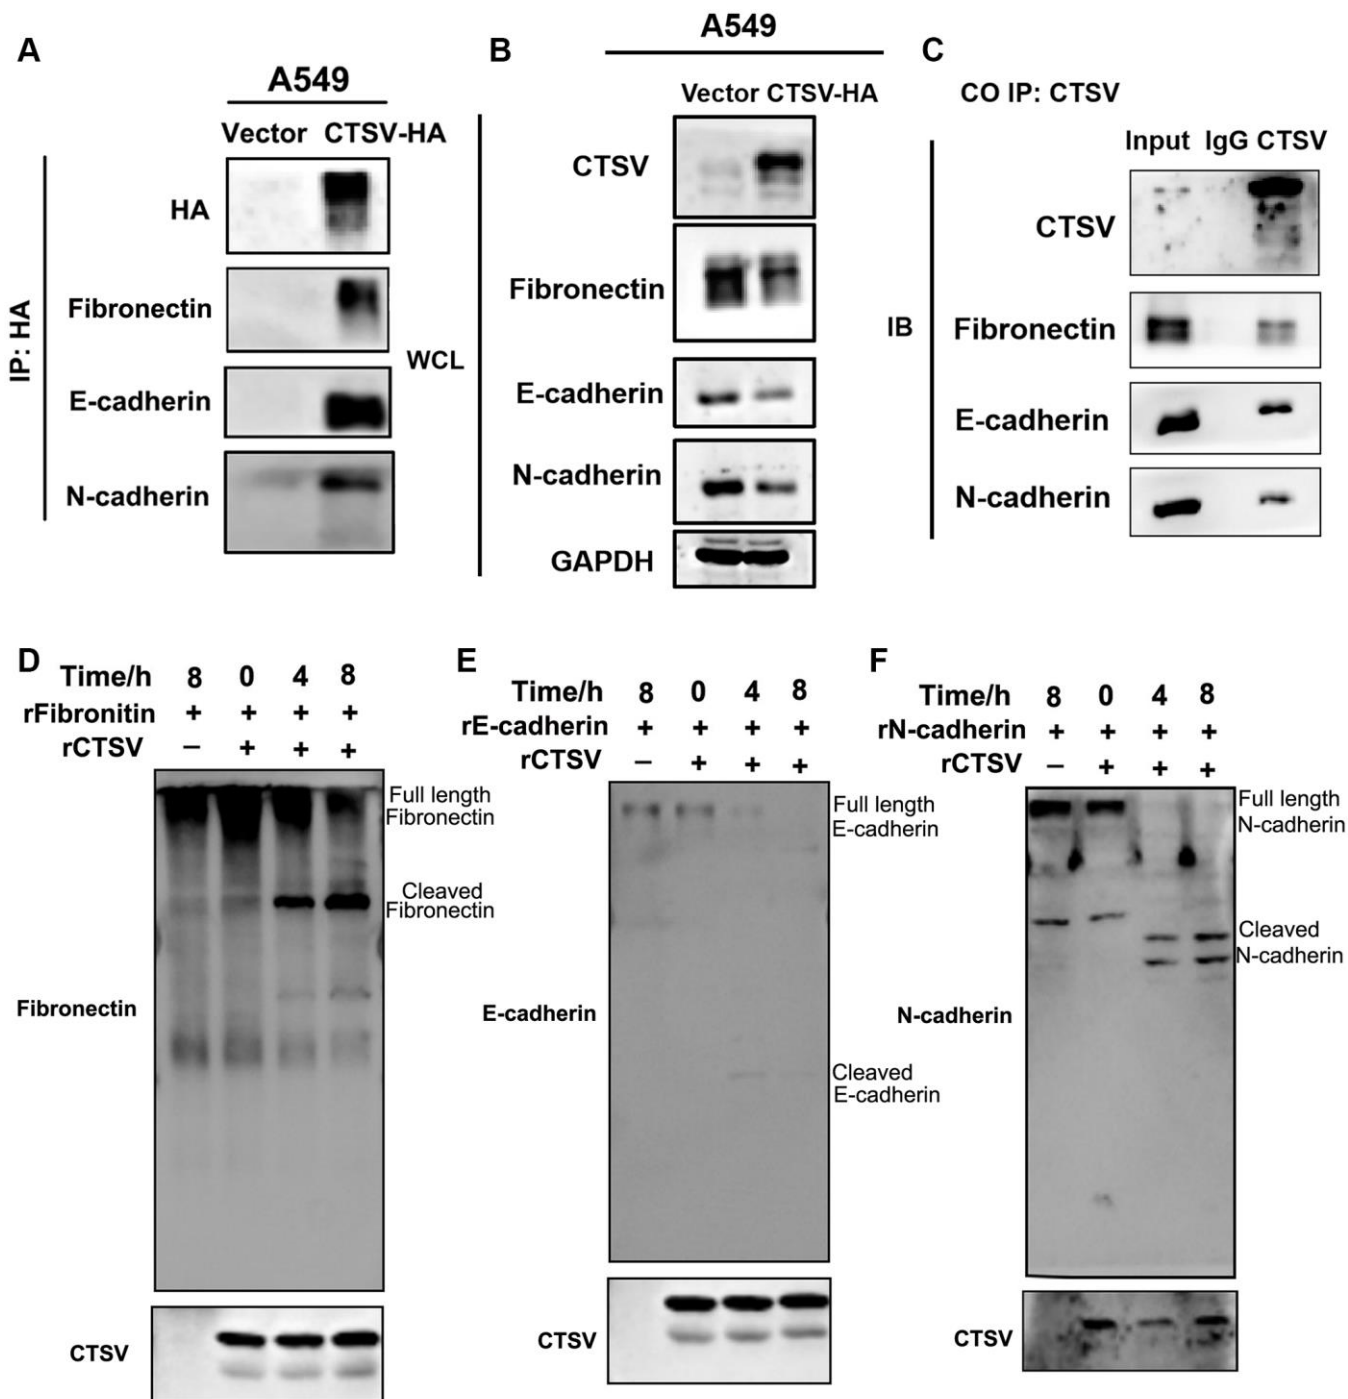 A
A549
Vector CTSV-HA
IP: HA
HA
Fibronectin
E-cadherin
N-cadherin
B
A549
Vector CTSV-HA
WCL
CTSV
Fibronectin
E-cadherin
N-cadherin
GAPDH
C
CO IP: CTSV
Input IgG CTSV
IB
CTSV
Fibronectin
E-cadherin
N-cadherin
D
Time/h 8 0 4 8
rFibronitin + + + +
rCTSV – + + +
Full length
Fibronectin
Cleaved
Fibronectin
Fibronectin
CTSV
E
Time/h 8 0 4 8
rE-cadherin + + + +
rCTSV – + + +
Full length
E-cadherin
E-cadherin
Cleaved
E-cadherin
CTSV
F
Time/h 8 0 4 8
rN-cadherin + + + +
rCTSV – + + +
Full length
N-cadherin
Cleaved
N-cadherin
N-cadherin
CTSV